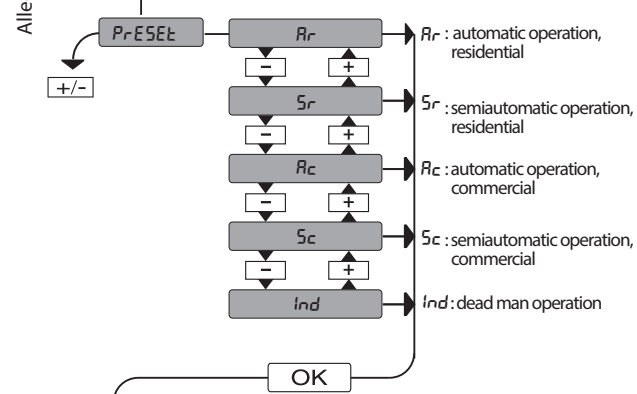 Alle
PrESEt
Ar
Ar : automatic operation,
residential
+/-
- +
Sr
Sr : semiautomatic operation,
residential
- +
Ac
Ac : automatic operation,
commercial
- +
Sc
Sc : semiautomatic operation,
commercial
- +
Ind
Ind : dead man operation
OK